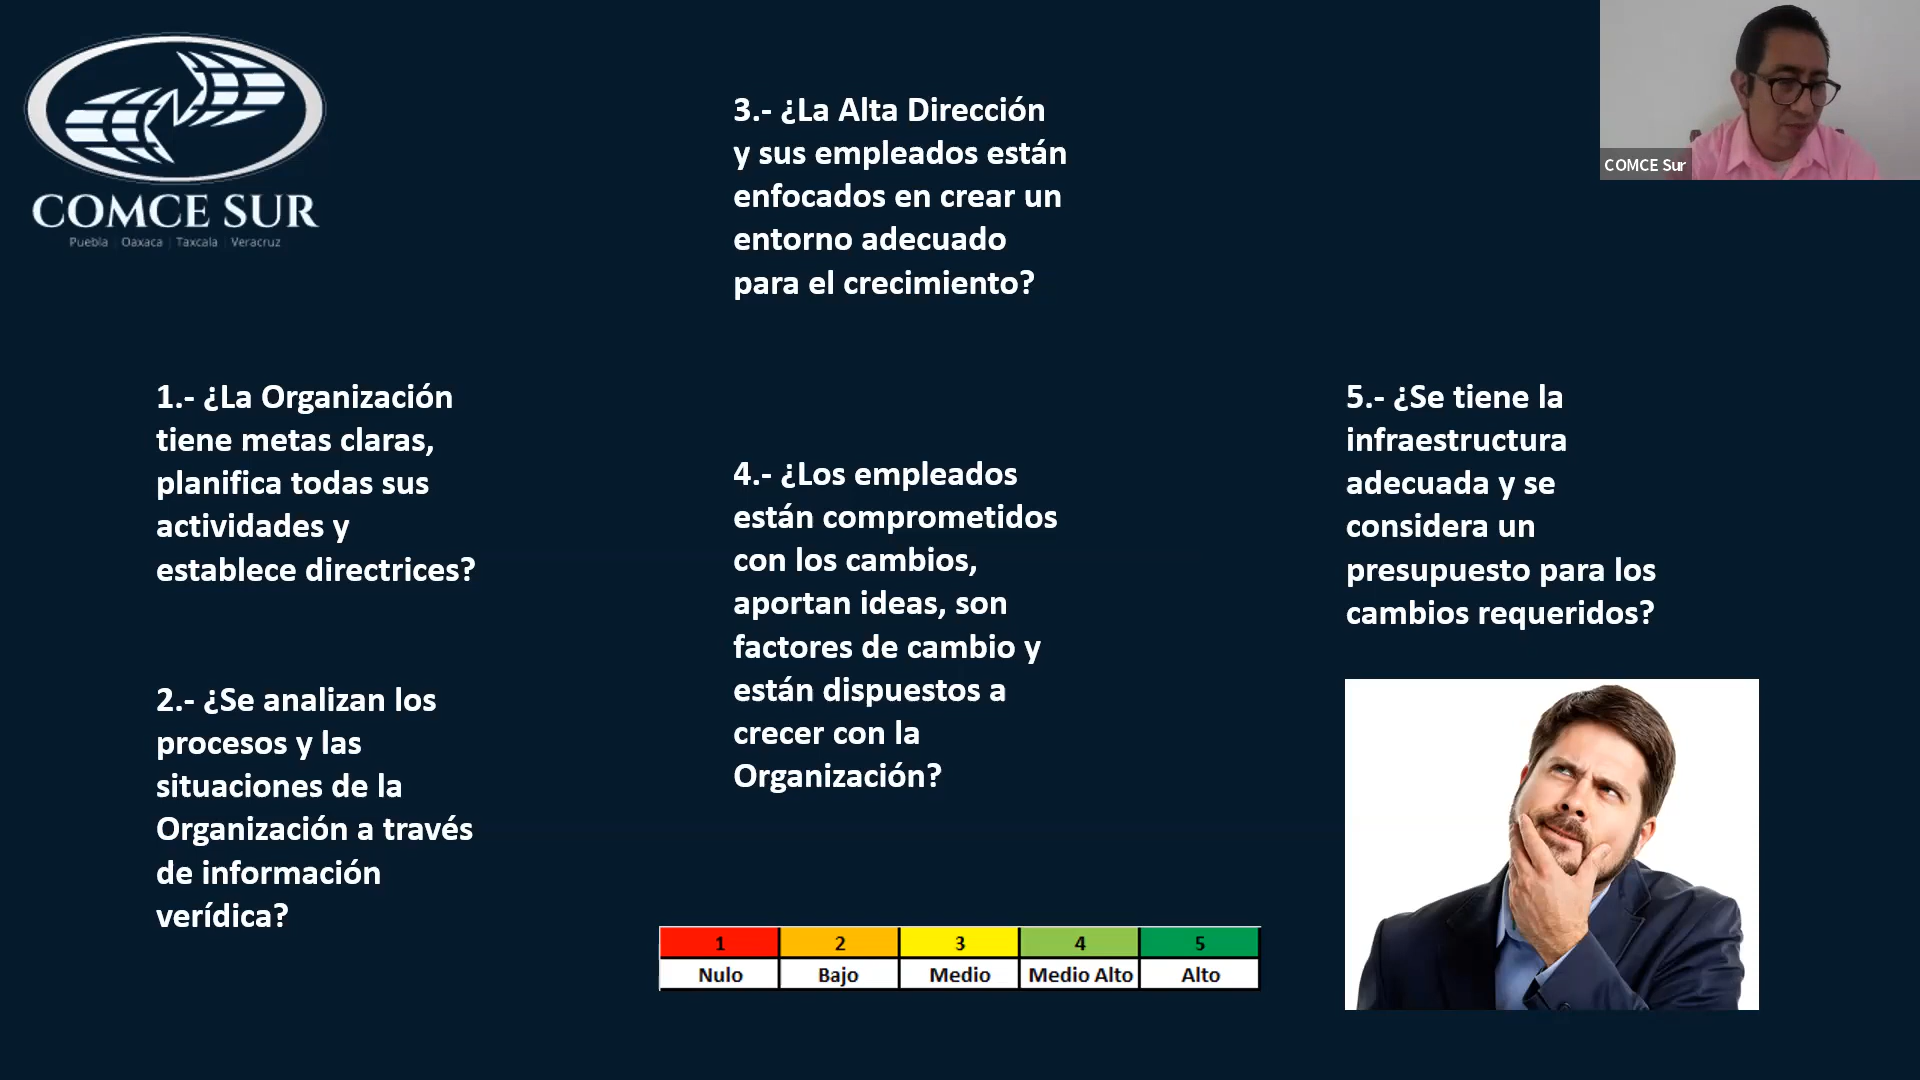 COMCE SUR
Puebla | Oaxaca | Taxcala | Veracruz
1.- ¿La Organización
tiene metas claras,
planifica todas sus
actividades y
establece directrices?
2.- ¿Se analizan los
procesos y las
situaciones de la
Organización a través
de información
verídica?
3.- ¿La Alta Dirección
y sus empleados están
enfocados en crear un
entorno adecuado
para el crecimiento?
4.- ¿Los empleados
están comprometidos
con los cambios,
aportan ideas, son
factores de cambio y
están dispuestos a
crecer con la
Organización?
5.- ¿Se tiene la
infraestructura
adecuada y se
considera un
presupuesto para los
cambios requeridos?
1 2 3 4 5
Nulo Bajo Medio Medio Alto Alto
COMCE Sur